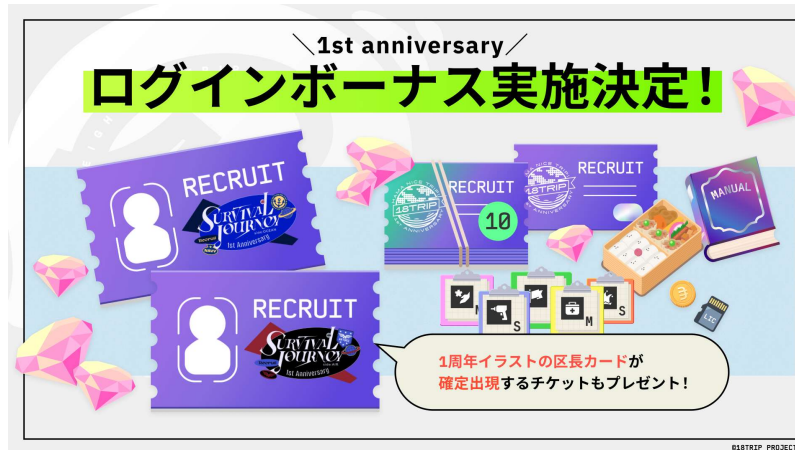 ＼1st anniversary／
ログインボーナス実施決定!
RECRUIT
SURVIVAL
JOURNEY
1st Anniversary
RECRUIT
18TRIP
10
RECRUIT
18TRIP
MANUAL
RECRUIT
SURVIVAL
JOURNEY
1st Anniversary
S
M
S
LIC
1周年イラストの区長カードが
確定出現するチケットもプレゼント!
©18TRIP PROJECT